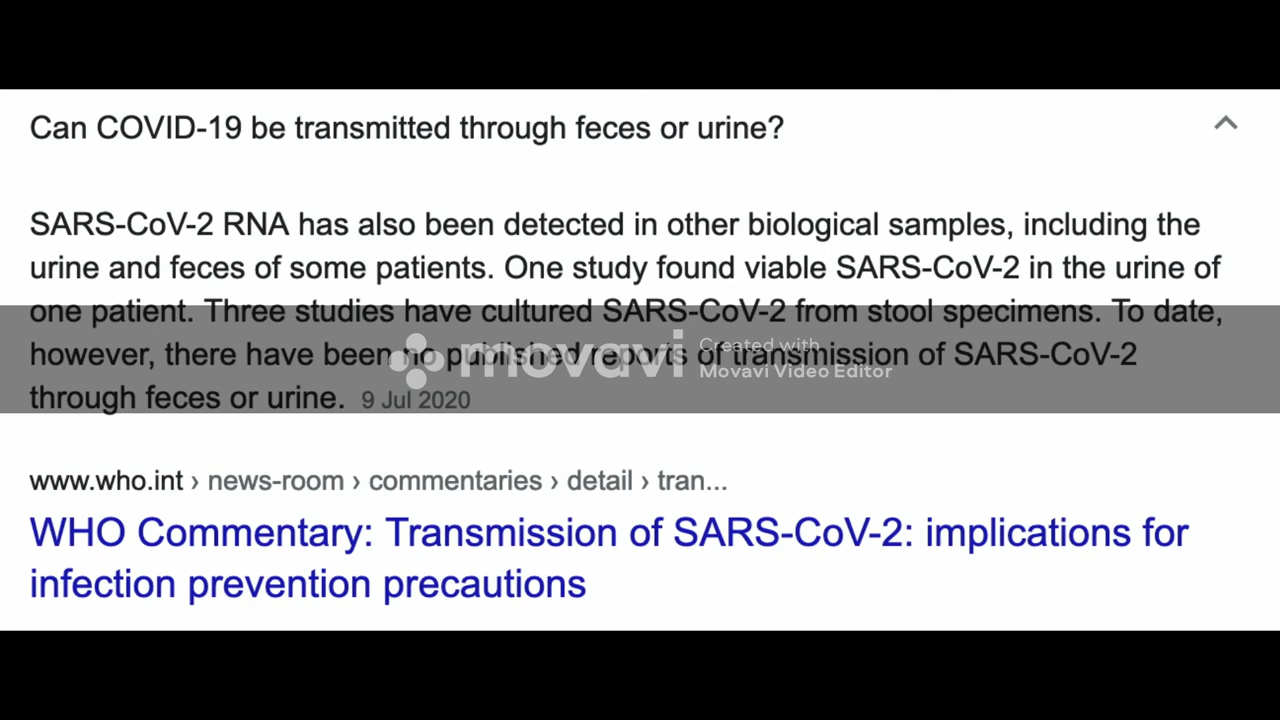 Can COVID-19 be transmitted through feces or urine?
SARS-CoV-2 RNA has also been detected in other biological samples, including the
urine and feces of some patients. One study found viable SARS-CoV-2 in the urine of
one patient. Three studies have cultured SARS-CoV-2 from stool specimens. To date,
however, there have been no published reports of transmission of SARS-CoV-2
through feces or urine. 9 Jul 2020
movavi
Created with
Movavi Video Editor
www.who.int › news-room › commentaries › detail › tran...
WHO Commentary: Transmission of SARS-CoV-2: implications for
infection prevention precautions